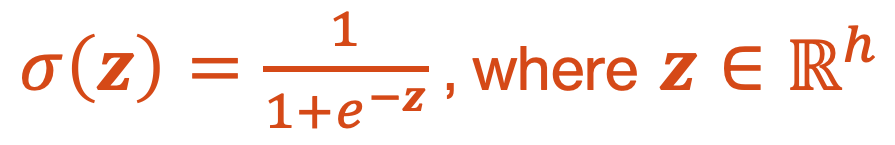 σ(𝒛) = 1/(1+e^{−𝒛}), where 𝒛 ∈ ℝ^h